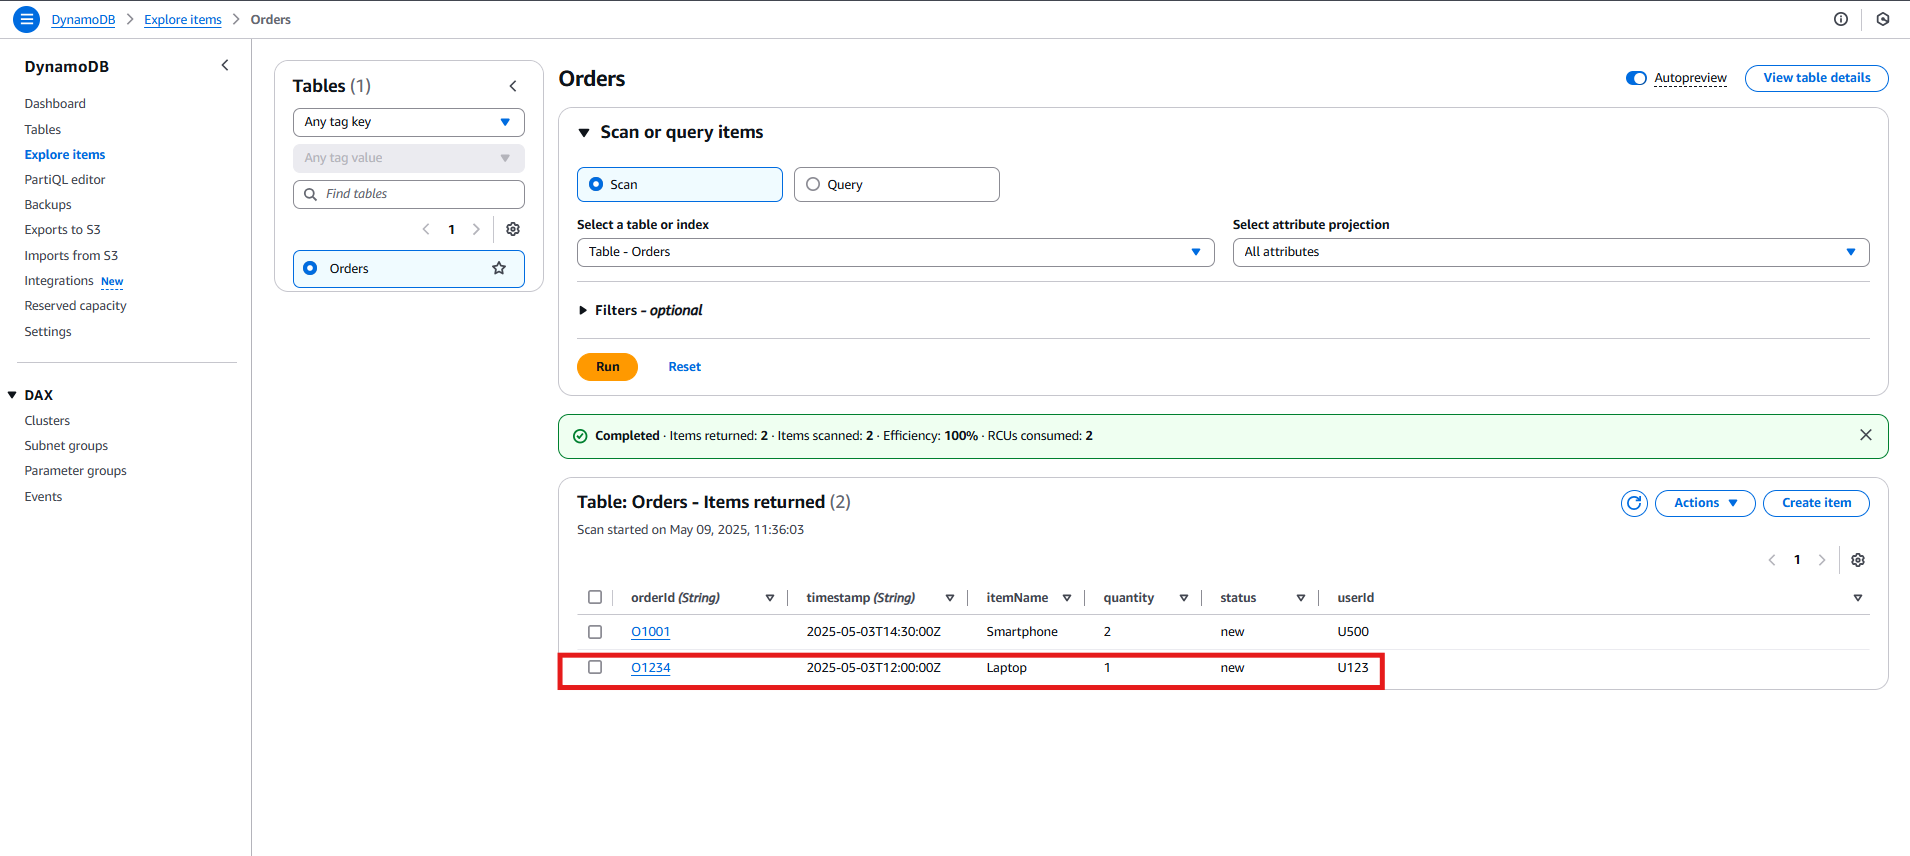 DynamoDB > Explore items > Orders
DynamoDB
Dashboard
Tables
Explore items
PartiQL editor
Backups
Exports to S3
Imports from S3
Integrations New
Reserved capacity
Settings
DAX
Clusters
Subnet groups
Parameter groups
Events
Tables (1)
Any tag key
Any tag value
Find tables
1
Orders
Orders
Autopreview
View table details
Scan or query items
Scan
Query
Select a table or index
Select attribute projection
Table - Orders
All attributes
Filters - optional
Run
Reset
Completed · Items returned: 2 · Items scanned: 2 · Efficiency: 100% · RCUs consumed: 2
Table: Orders - Items returned (2)
Actions
Create item
Scan started on May 09, 2025, 11:36:03
1
orderId (String) timestamp (String) itemName quantity status userId
O1001 2025-05-03T14:30:00Z Smartphone 2 new U500
O1234 2025-05-03T12:00:00Z Laptop 1 new U123